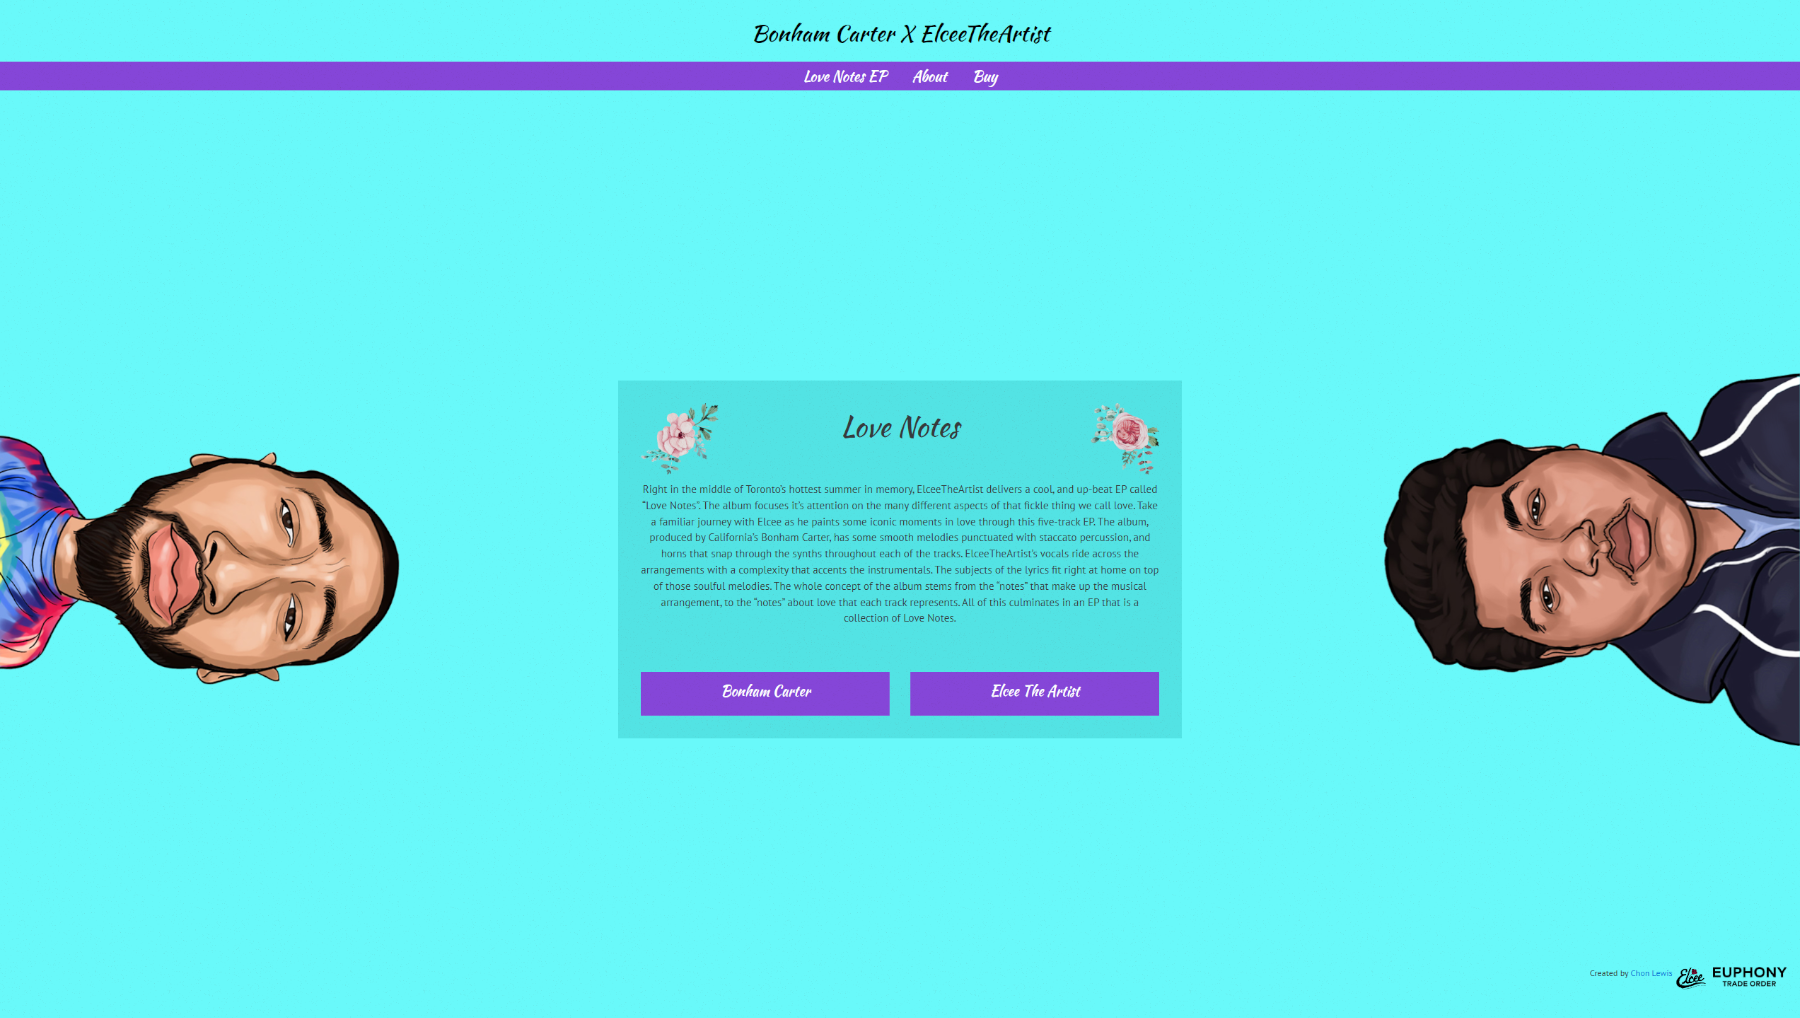 Bonham Carter X ElceeTheArtist
Love Notes EP About Buy
Love Notes
Right in the middle of Toronto's hottest summer in memory, ElceeTheArtist delivers a cool, and up-beat EP called
"Love Notes". The album focuses it's attention on the many different aspects of that fickle thing we call love. Take
a familiar journey with Elcee as he paints some iconic moments in love through this five-track EP. The album,
produced by California's Bonham Carter, has some smooth melodies punctuated with staccato percussion, and
horns that snap through the synths throughout each of the tracks. ElceeTheArtist's vocals ride across the
arrangements with a complexity that accents the instrumentals. The subjects of the lyrics fit right at home on top
of those soulful melodies. The whole concept of the album stems from the "notes" that make up the musical
arrangement, to the "notes" about love that each track represents. All of this culminates in an EP that is a
collection of Love Notes.
Bonham Carter Elcee The Artist
Created by Chon Lewis Elcee EUPHONY
TRADE ORDER